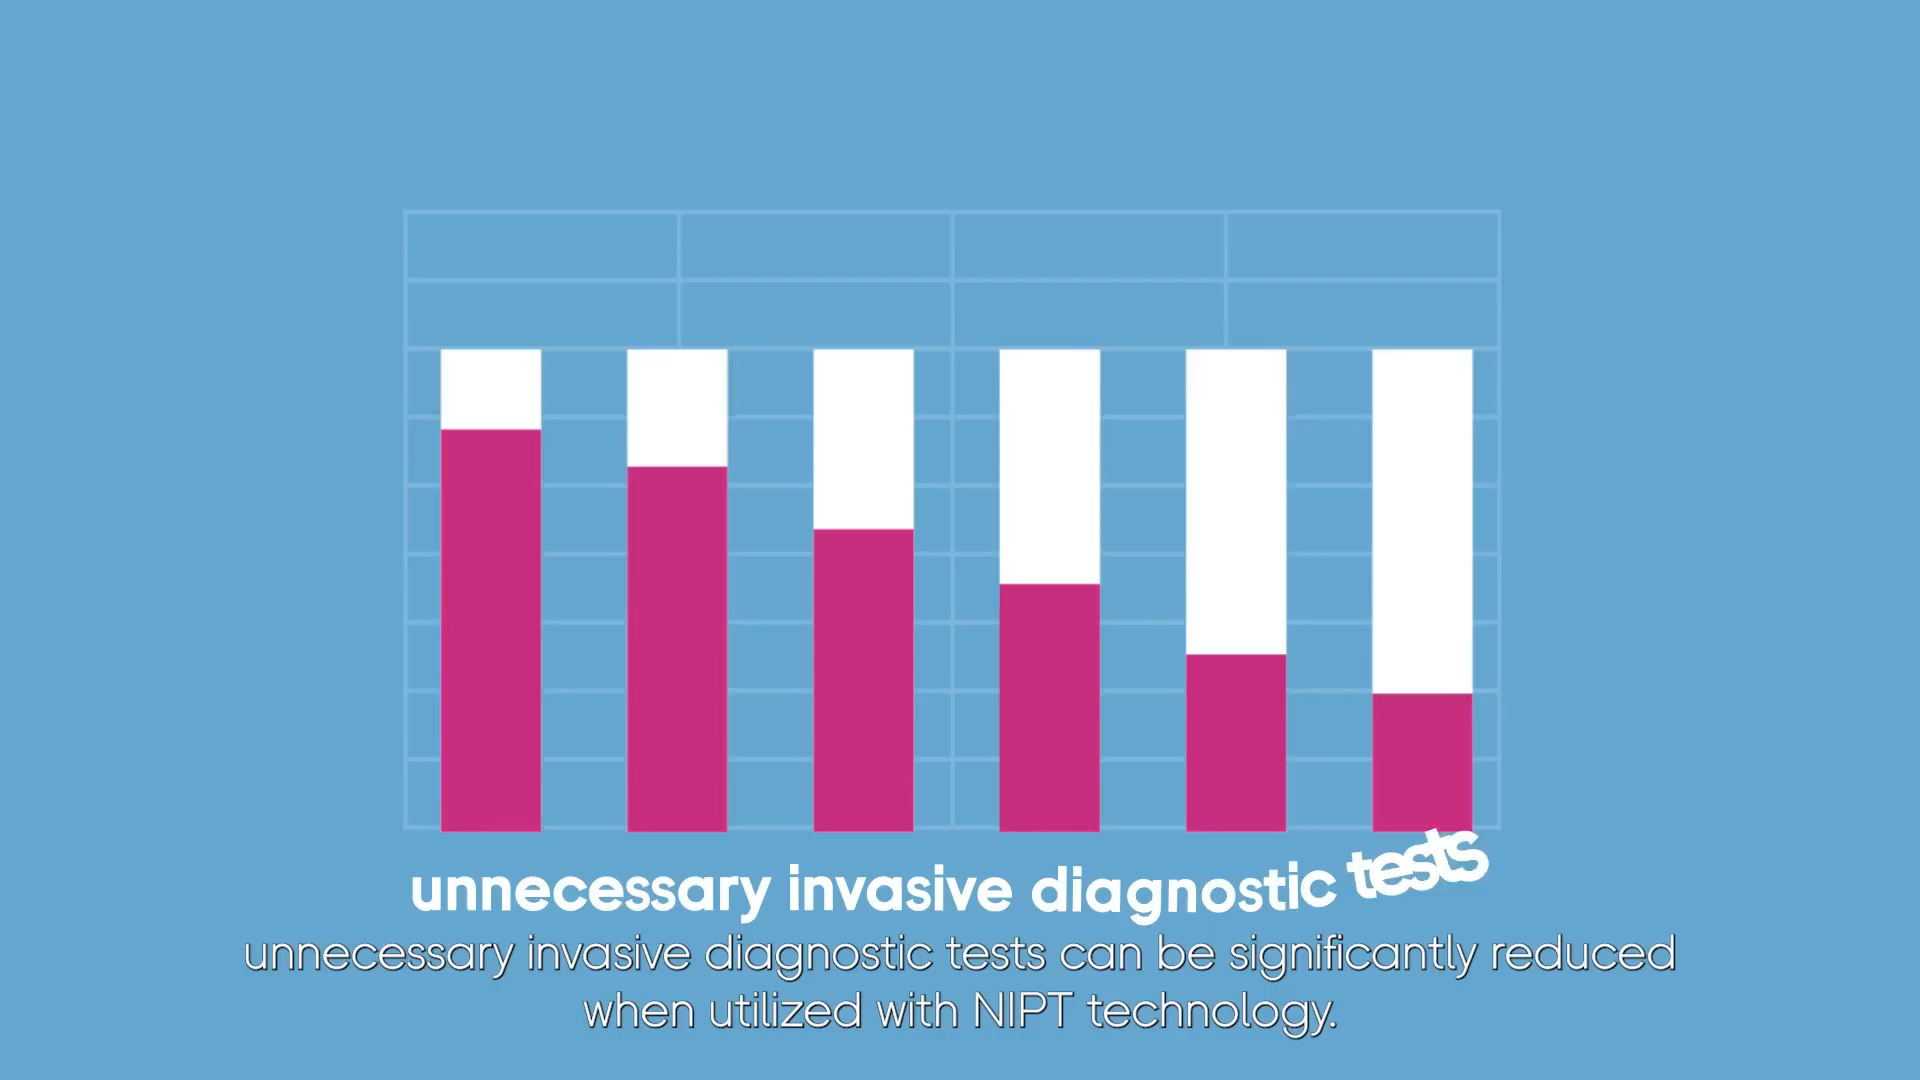 unnecessary invasive diagnostic tests
unnecessary invasive diagnostic tests can be significantly reduced
when utilized with NIPT technology.